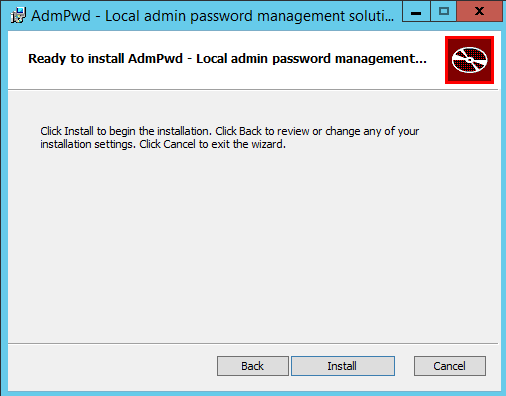 AdmPwd - Local admin password management soluti...
Ready to install AdmPwd - Local admin password management...
Click Install to begin the installation. Click Back to review or change any of your
installation settings. Click Cancel to exit the wizard.
Back Install Cancel